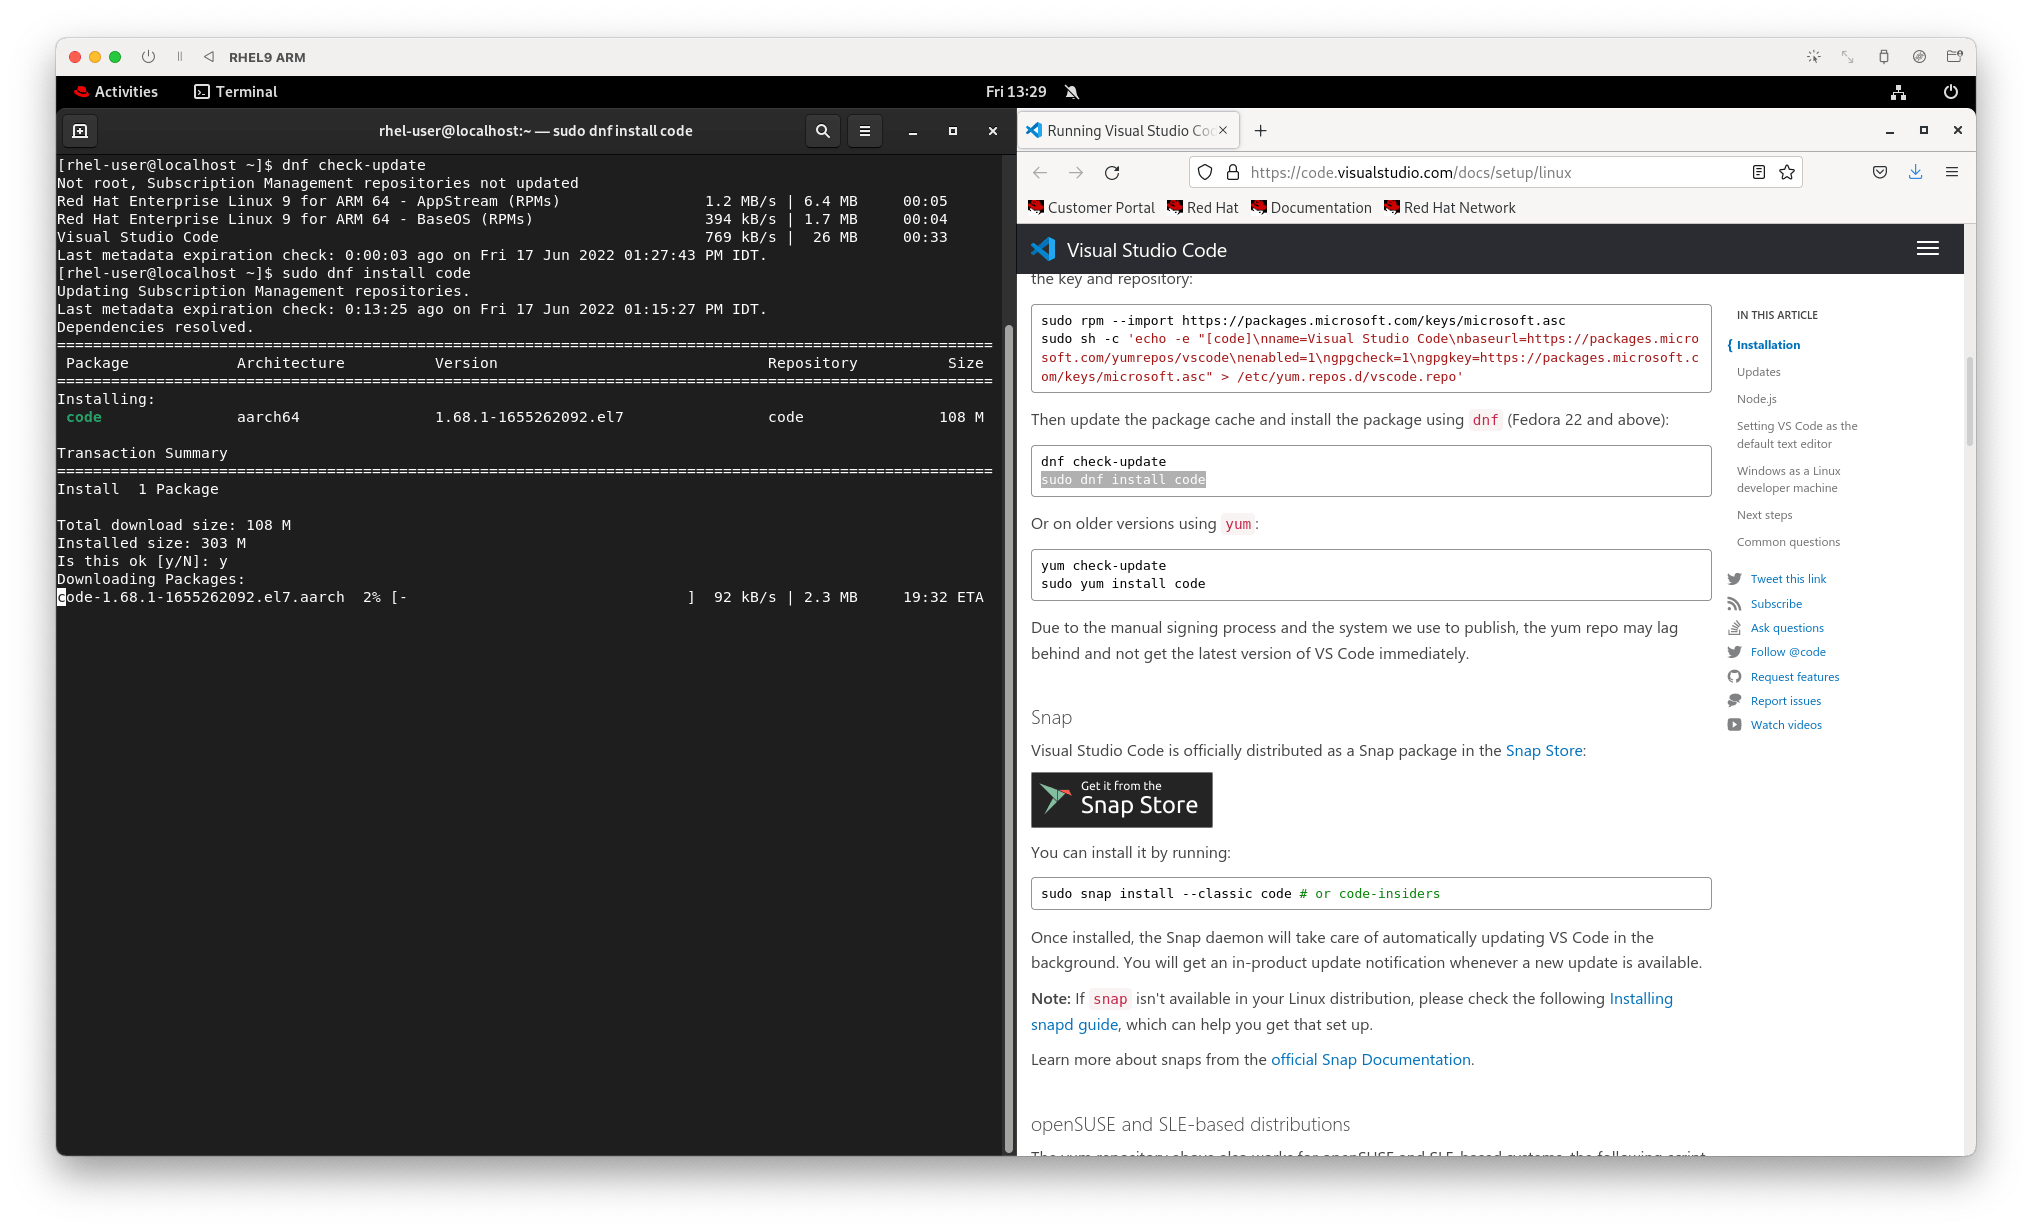 RHEL9 ARM
Activities
Terminal
Fri 13:29
rhel-user@localhost:~ — sudo dnf install code
[rhel-user@localhost ~]$ dnf check-update
Not root, Subscription Management repositories not updated
Red Hat Enterprise Linux 9 for ARM 64 - AppStream (RPMs) 1.2 MB/s | 6.4 MB 00:05
Red Hat Enterprise Linux 9 for ARM 64 - BaseOS (RPMs) 394 kB/s | 1.7 MB 00:04
Visual Studio Code 769 kB/s | 26 MB 00:33
Last metadata expiration check: 0:00:03 ago on Fri 17 Jun 2022 01:27:43 PM IDT.
[rhel-user@localhost ~]$ sudo dnf install code
Updating Subscription Management repositories.
Last metadata expiration check: 0:13:25 ago on Fri 17 Jun 2022 01:15:27 PM IDT.
Dependencies resolved.
========================================================================================================
Package Architecture Version Repository Size
========================================================================================================
Installing:
code aarch64 1.68.1-1655262092.el7 code 108 M
Transaction Summary
========================================================================================================
Install 1 Package
Total download size: 108 M
Installed size: 303 M
Is this ok [y/N]: y
Downloading Packages:
code-1.68.1-1655262092.el7.aarch 2% [- ] 92 kB/s | 2.3 MB 19:32 ETA
Running Visual Studio Coc
https://code.visualstudio.com/docs/setup/linux
Customer Portal
Red Hat
Documentation
Red Hat Network
Visual Studio Code
the key and repository:
sudo rpm --import https://packages.microsoft.com/keys/microsoft.asc
sudo sh -c 'echo -e "[code]\nname=Visual Studio Code\nbaseurl=https://packages.micro
soft.com/yumrepos/vscode\nenabled=1\ngpgcheck=1\ngpgkey=https://packages.microsoft.c
om/keys/microsoft.asc" > /etc/yum.repos.d/vscode.repo'
Then update the package cache and install the package using dnf (Fedora 22 and above):
dnf check-update
sudo dnf install code
Or on older versions using yum:
yum check-update
sudo yum install code
Due to the manual signing process and the system we use to publish, the yum repo may lag
behind and not get the latest version of VS Code immediately.
Snap
Visual Studio Code is officially distributed as a Snap package in the Snap Store:
Get it from the
Snap Store
You can install it by running:
sudo snap install --classic code # or code-insiders
Once installed, the Snap daemon will take care of automatically updating VS Code in the
background. You will get an in-product update notification whenever a new update is available.
Note: If snap isn't available in your Linux distribution, please check the following Installing
snapd guide, which can help you get that set up.
Learn more about snaps from the official Snap Documentation.
openSUSE and SLE-based distributions
The yum repository above also works for openSUSE and SLE-based systems, the following script
IN THIS ARTICLE
Installation
Updates
Node.js
Setting VS Code as the
default text editor
Windows as a Linux
developer machine
Next steps
Common questions
Tweet this link
Subscribe
Ask questions
Follow @code
Request features
Report issues
Watch videos